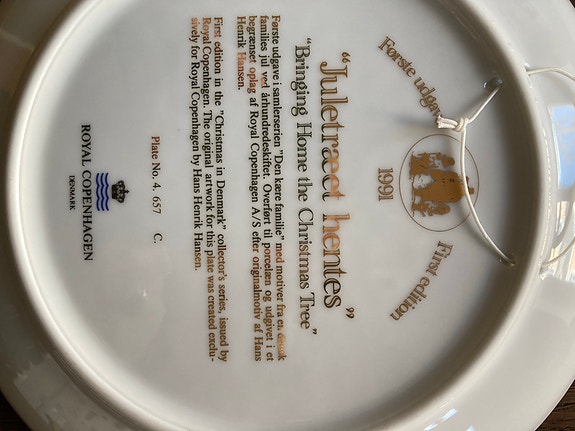 Første udgave
First edition
1991
"Juletræet hentes"
"Bringing Home the Christmas Tree"
Første udgave i samlerserien "Den kære familie" med motiver fra en dansk
families jul ved århundredeskiftet. Overført til porcelæn og udgivet i et
begrænset oplag af Royal Copenhagen A/S efter originalmotiv af Hans
Henrik Hansen.
First edition in the "Christmas in Denmark" collector's series, issued by
Royal Copenhagen. The original artwork for this plate was created exclu-
sively for Royal Copenhagen by Hans Henrik Hansen.
Plate No. 4. 657 C.
ROYAL COPENHAGEN
DENMARK